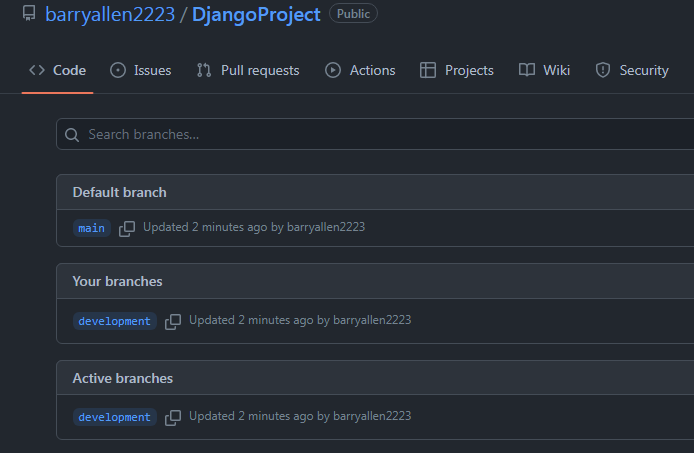 barryallen2223 / DjangoProject Public
Code Issues Pull requests Actions Projects Wiki Security
Search branches...
Default branch
main Updated 2 minutes ago by barryallen2223
Your branches
development Updated 2 minutes ago by barryallen2223
Active branches
development Updated 2 minutes ago by barryallen2223